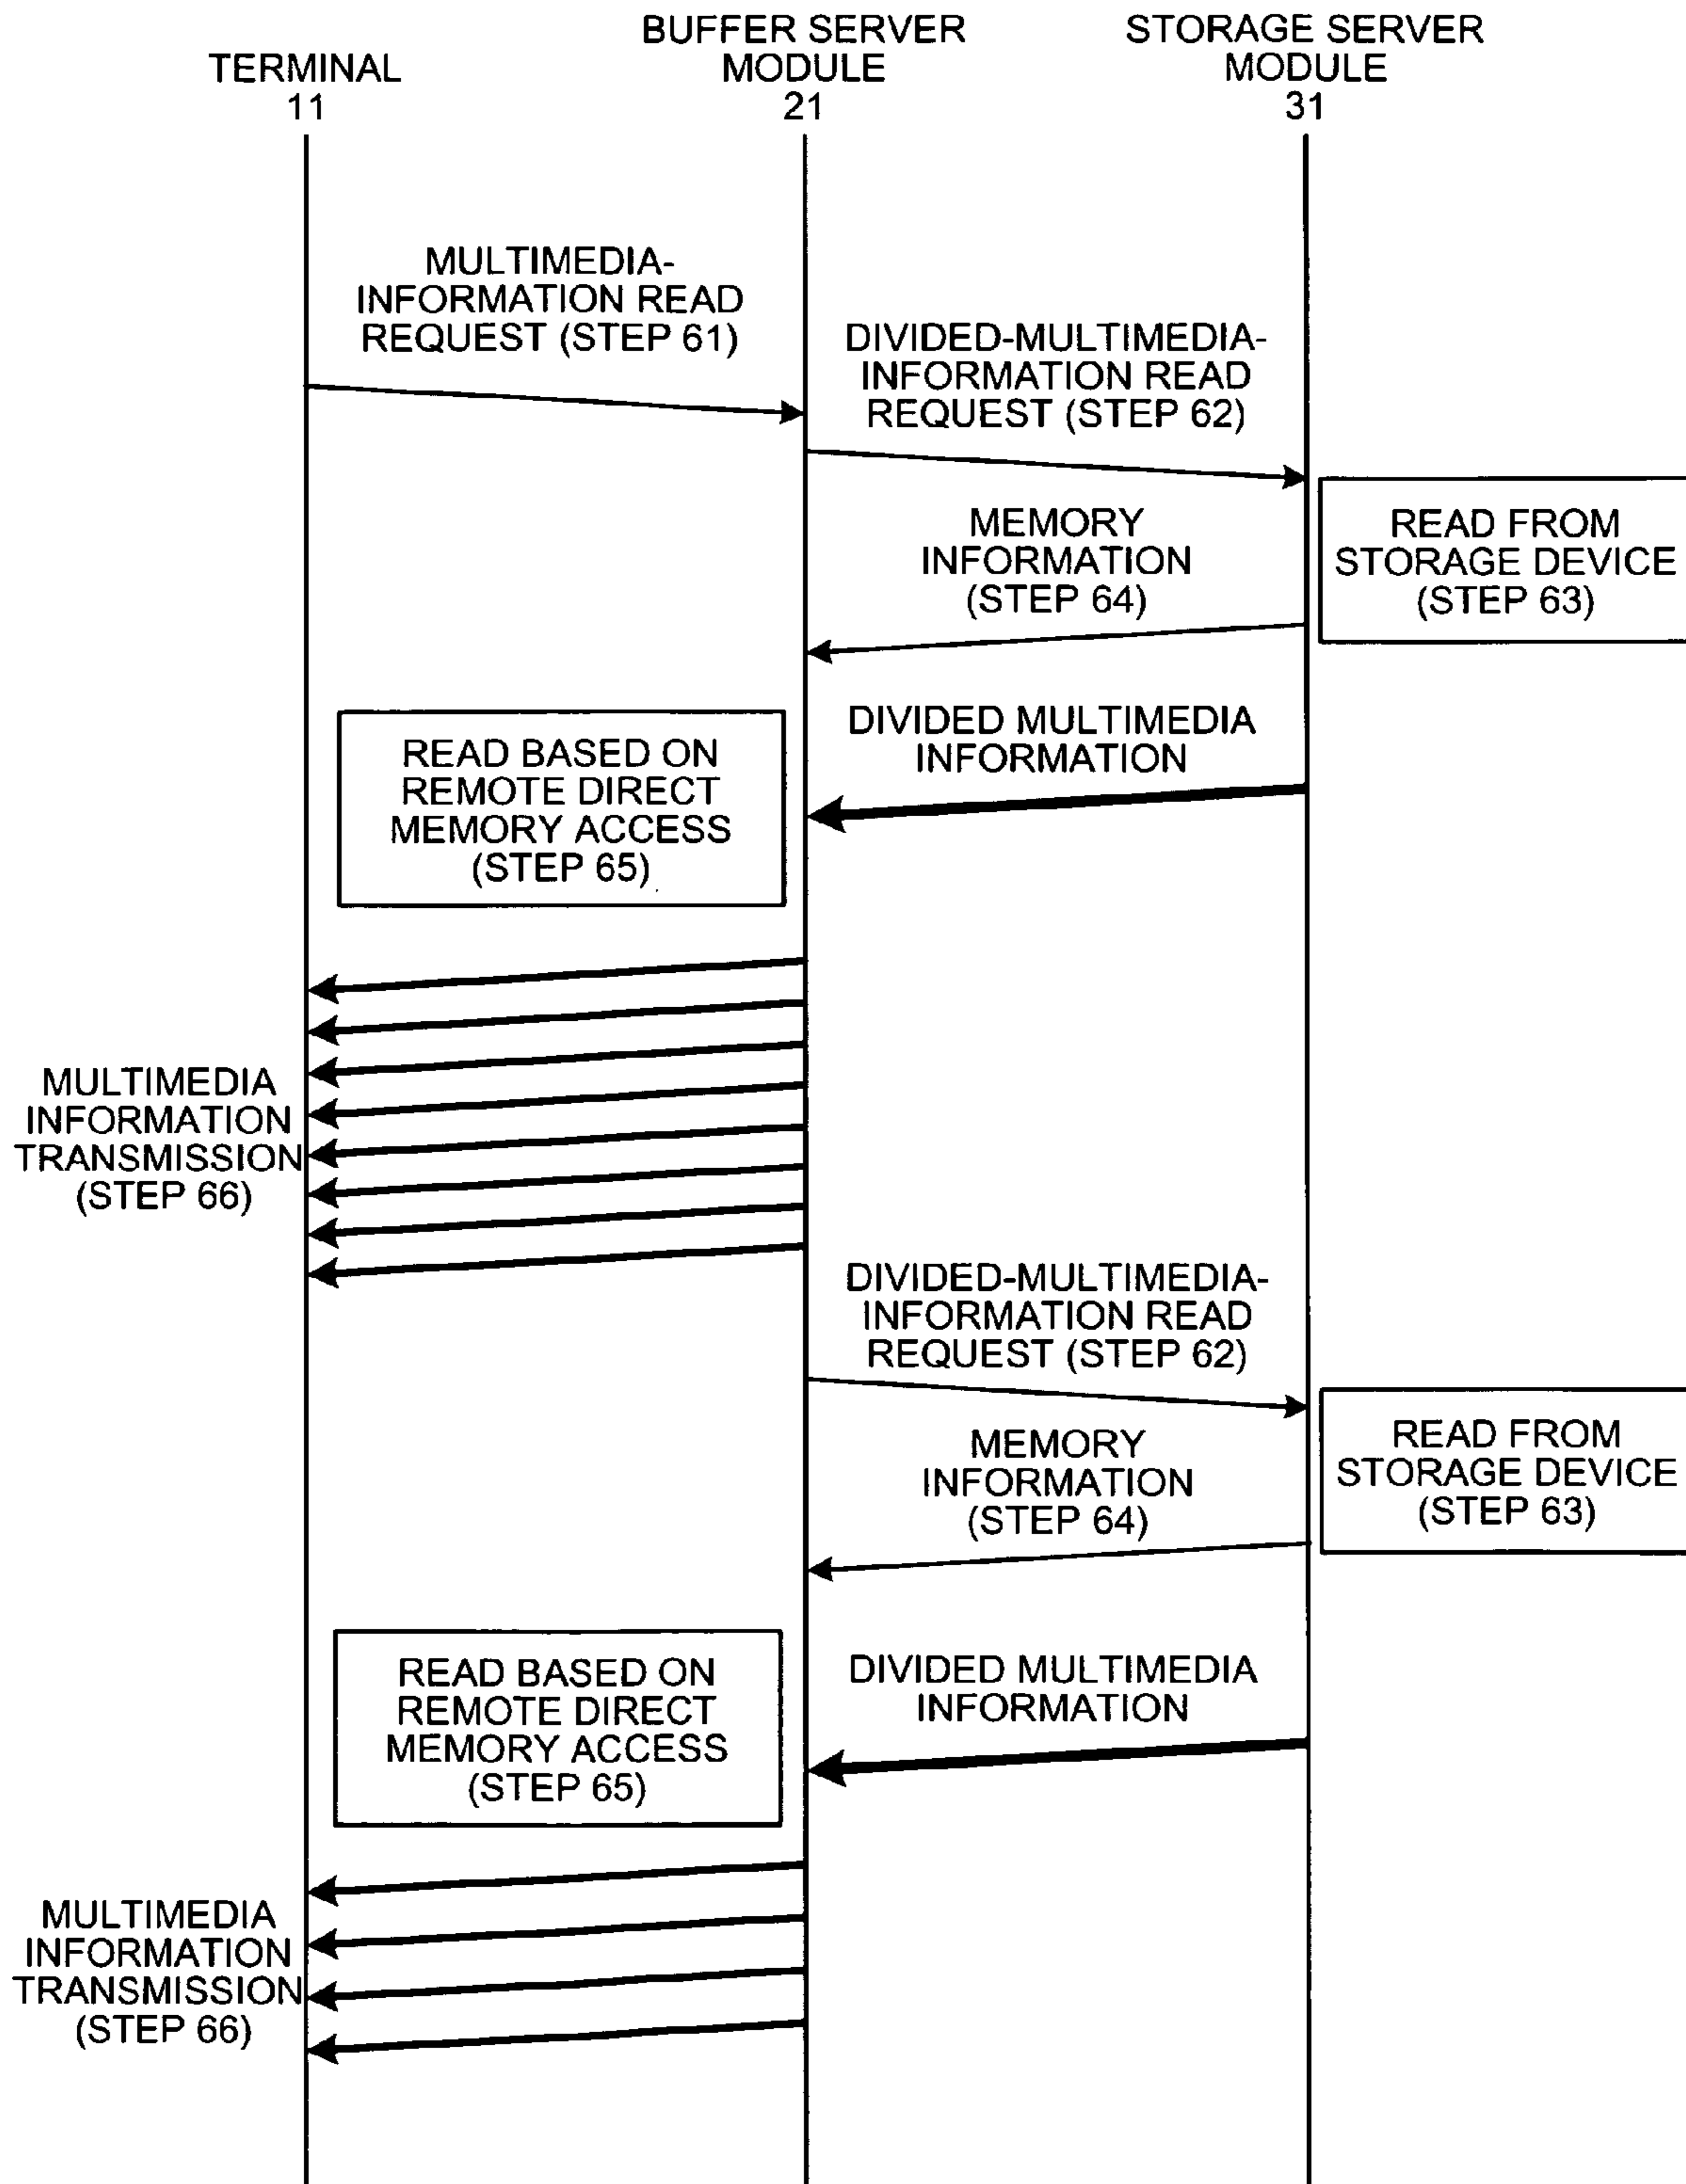 TERMINAL
11
BUFFER SERVER
MODULE
21
STORAGE SERVER
MODULE
31
MULTIMEDIA-
INFORMATION READ
REQUEST (STEP 61)
DIVIDED-MULTIMEDIA-
INFORMATION READ
REQUEST (STEP 62)
READ FROM
STORAGE DEVICE
(STEP 63)
MEMORY
INFORMATION
(STEP 64)
DIVIDED MULTIMEDIA
INFORMATION
READ BASED ON
REMOTE DIRECT
MEMORY ACCESS
(STEP 65)
MULTIMEDIA
INFORMATION
TRANSMISSION
(STEP 66)
DIVIDED-MULTIMEDIA-
INFORMATION READ
REQUEST (STEP 62)
READ FROM
STORAGE DEVICE
(STEP 63)
MEMORY
INFORMATION
(STEP 64)
DIVIDED MULTIMEDIA
INFORMATION
READ BASED ON
REMOTE DIRECT
MEMORY ACCESS
(STEP 65)
MULTIMEDIA
INFORMATION
TRANSMISSION
(STEP 66)